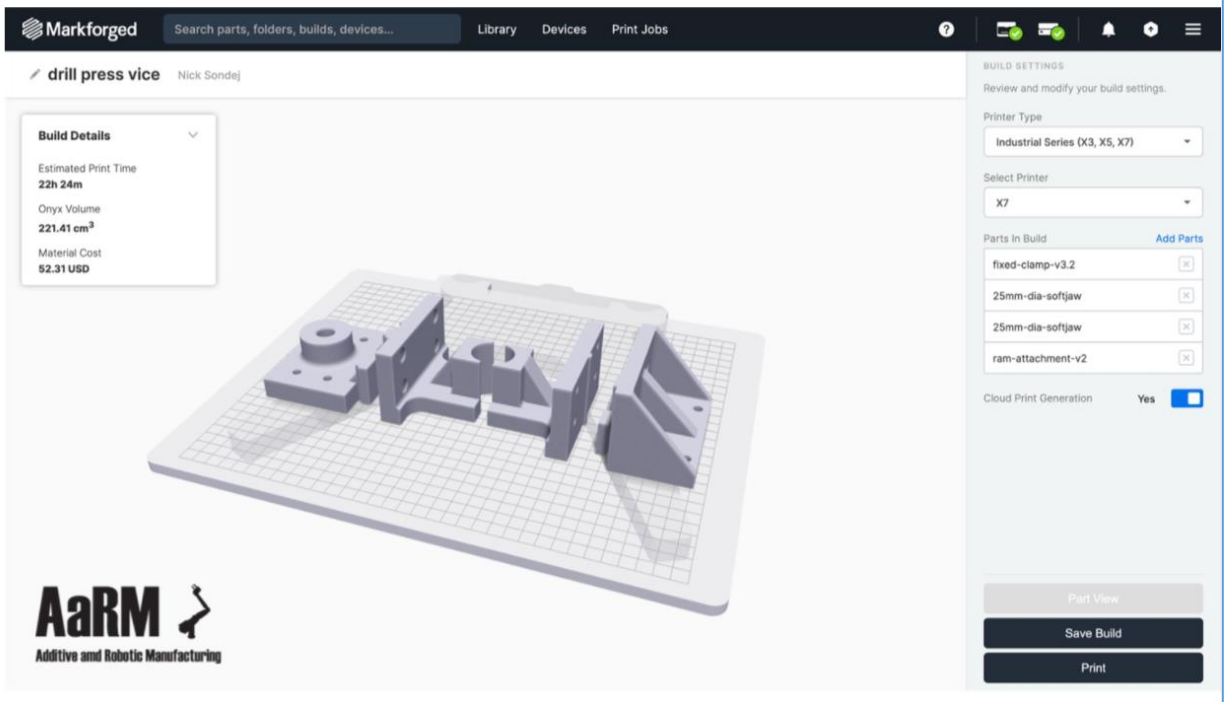 Markforged
Search parts, folders, builds, devices...
Library
Devices
Print Jobs
drill press vice
Nick Sondej
Build Details
Estimated Print Time
22h 24m
Onyx Volume
221.41 cm³
Material Cost
52.31 USD
AaRM
Additive amd Robotic Manufacturing
BUILD SETTINGS
Review and modify your build settings.
Printer Type
Industrial Series (X3, X5, X7)
Select Printer
X7
Parts In Build
Add Parts
fixed-clamp-v3.2
25mm-dia-softjaw
25mm-dia-softjaw
ram-attachment-v2
Cloud Print Generation
Yes
Part View
Save Build
Print